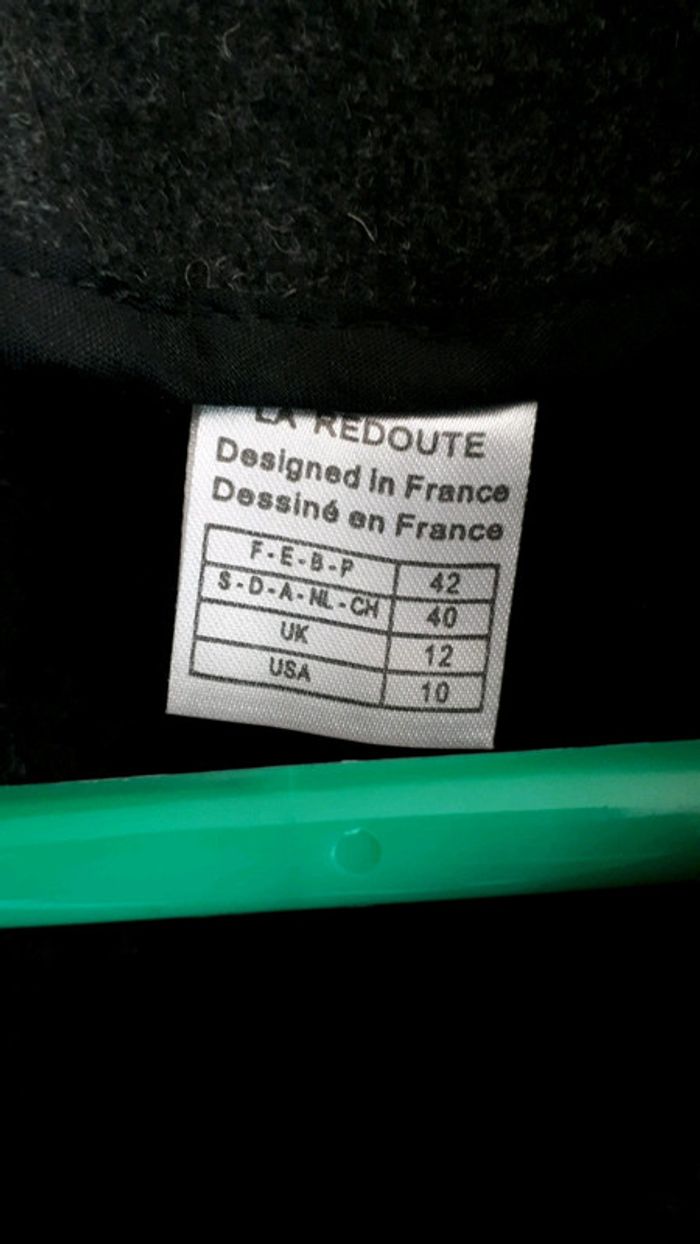 LA REDOUTE
Designed in France
Dessiné en France
F - E - B - P 42
S - D - A - NL - CH 40
UK 12
USA 10